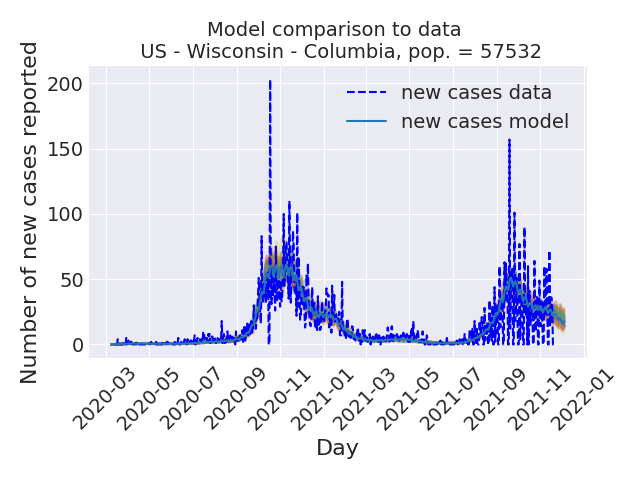 Model comparison to data
US - Wisconsin - Columbia, pop. = 57532
Number of new cases reported
200
150
100
50
0
new cases data
new cases model
2020-03
2020-05
2020-07
2020-09
2020-11
2021-01
2021-03
2021-05
2021-07
2021-09
2021-11
2022-01
Day